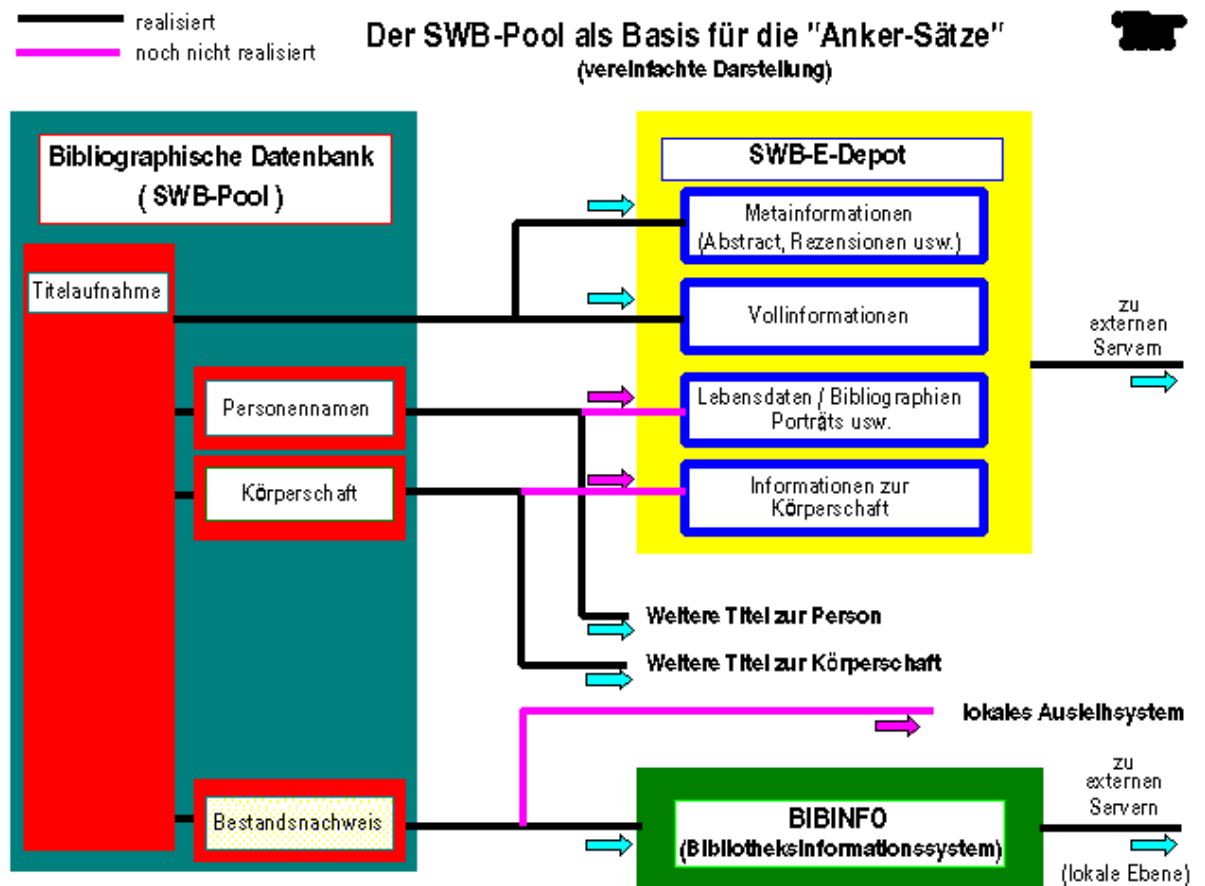 realisiert
noch nicht realisiert
Der SWB-Pool als Basis für die "Anker-Sätze"
(vereinfachte Darstellung)
Bibliographische Datenbank
( SWB-Pool )
Titelaufnahme
Personennamen
Körperschaft
Bestandsnachweis
SWB-E-Depot
Metainformationen
(Abstract, Rezensionen usw.)
Vollinformationen
Lebensdaten / Bibliographien
Porträts usw.
Informationen zur
Körperschaft
zu
externen
Servern
Weitere Titel zur Person
Weitere Titel zur Körperschaft
lokales Ausleihsystem
BIBINFO
(Bibliotheksinformationssystem)
zu
externen
Servern
(lokale Ebene)